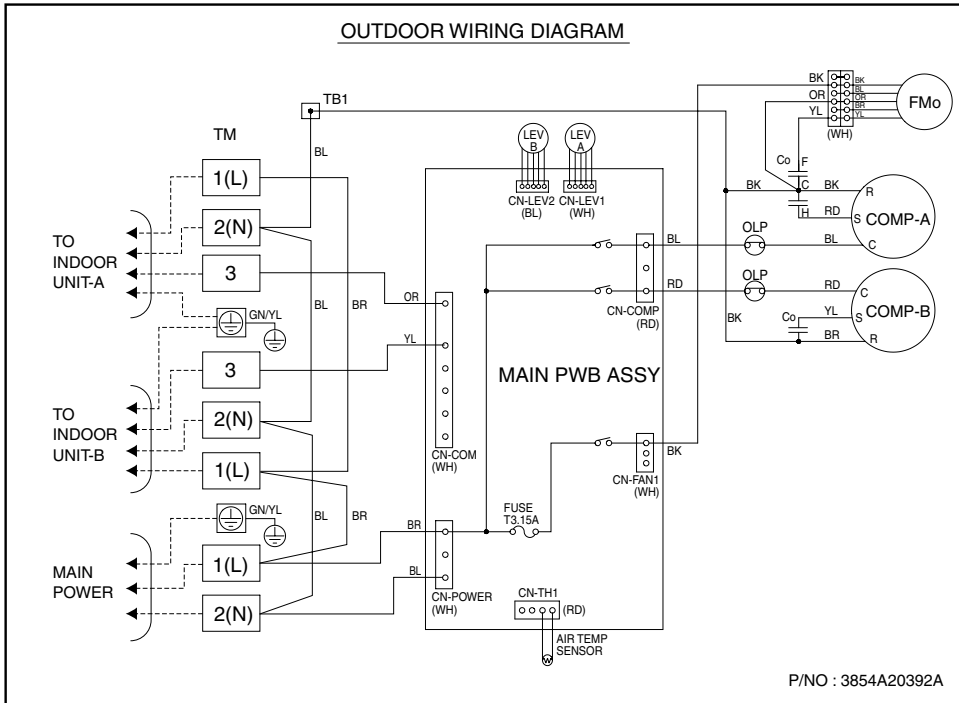 OUTDOOR WIRING DIAGRAM
TB1
TM
BL
1(L)
2(N)
3
TO
INDOOR
UNIT-A
GN/YL
BL
BR
3
2(N)
1(L)
TO
INDOOR
UNIT-B
GN/YL
BL
BR
1(L)
2(N)
MAIN
POWER
OR
YL
CN-COM
(WH)
BR
BL
CN-POWER
(WH)
LEV
B
LEV
A
CN-LEV2
(BL)
CN-LEV1
(WH)
BL
RD
CN-COMP
(RD)
MAIN PWB ASSY
FUSE
T3.15A
BK
CN-FAN1
(WH)
CN-TH1
(RD)
AIR TEMP
SENSOR
W
BK
OR
YL
(WH)
BK
BL
OR
BR
YL
FMo
Co
F
C
H
BK
BK
R
RD
S
COMP-A
OLP
BL
C
OLP
RD
C
YL
S
COMP-B
Co
BR
R
BK
P/NO : 3854A20392A